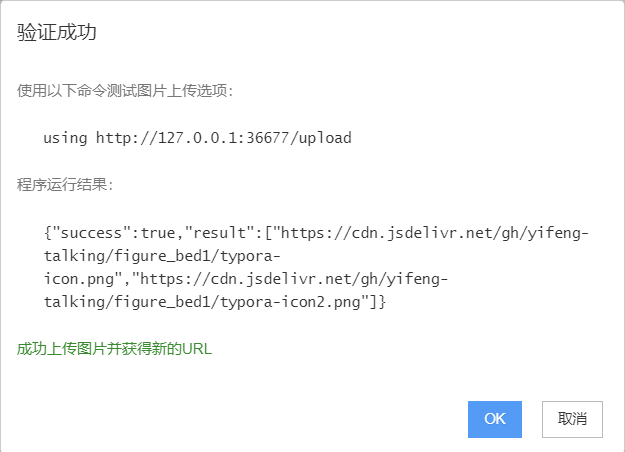 验证成功
使用以下命令测试图片上传选项:
using http://127.0.0.1:36677/upload
程序运行结果:
{"success":true,"result":["https://cdn.jsdelivr.net/gh/yifeng-
talking/figure_bed1/typora-
icon.png","https://cdn.jsdelivr.net/gh/yifeng-
talking/figure_bed1/typora-icon2.png"]}
成功上传图片并获得新的URL
OK
取消